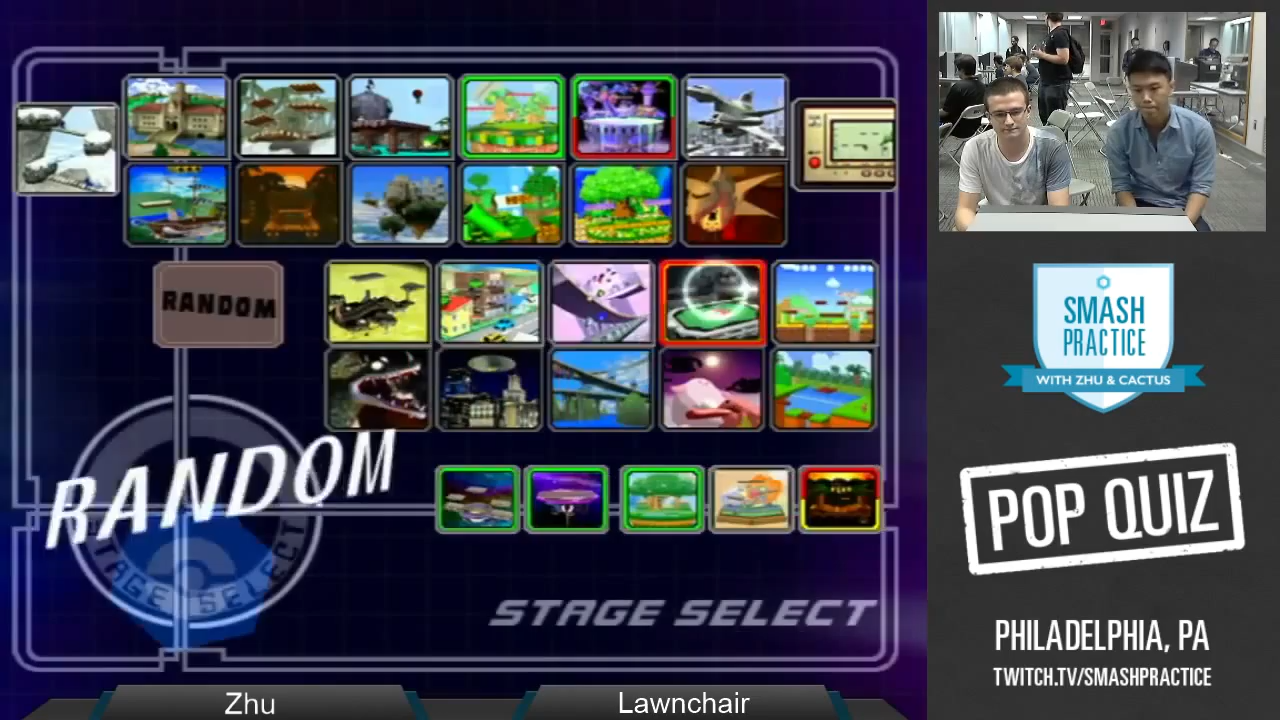 RANDOM
RANDOM
STAGE SELECT
STAGE SELECT
Zhu
Lawnchair
SMASH
PRACTICE
WITH ZHU & CACTUS
POP QUIZ
PHILADELPHIA, PA
TWITCH.TV/SMASHPRACTICE